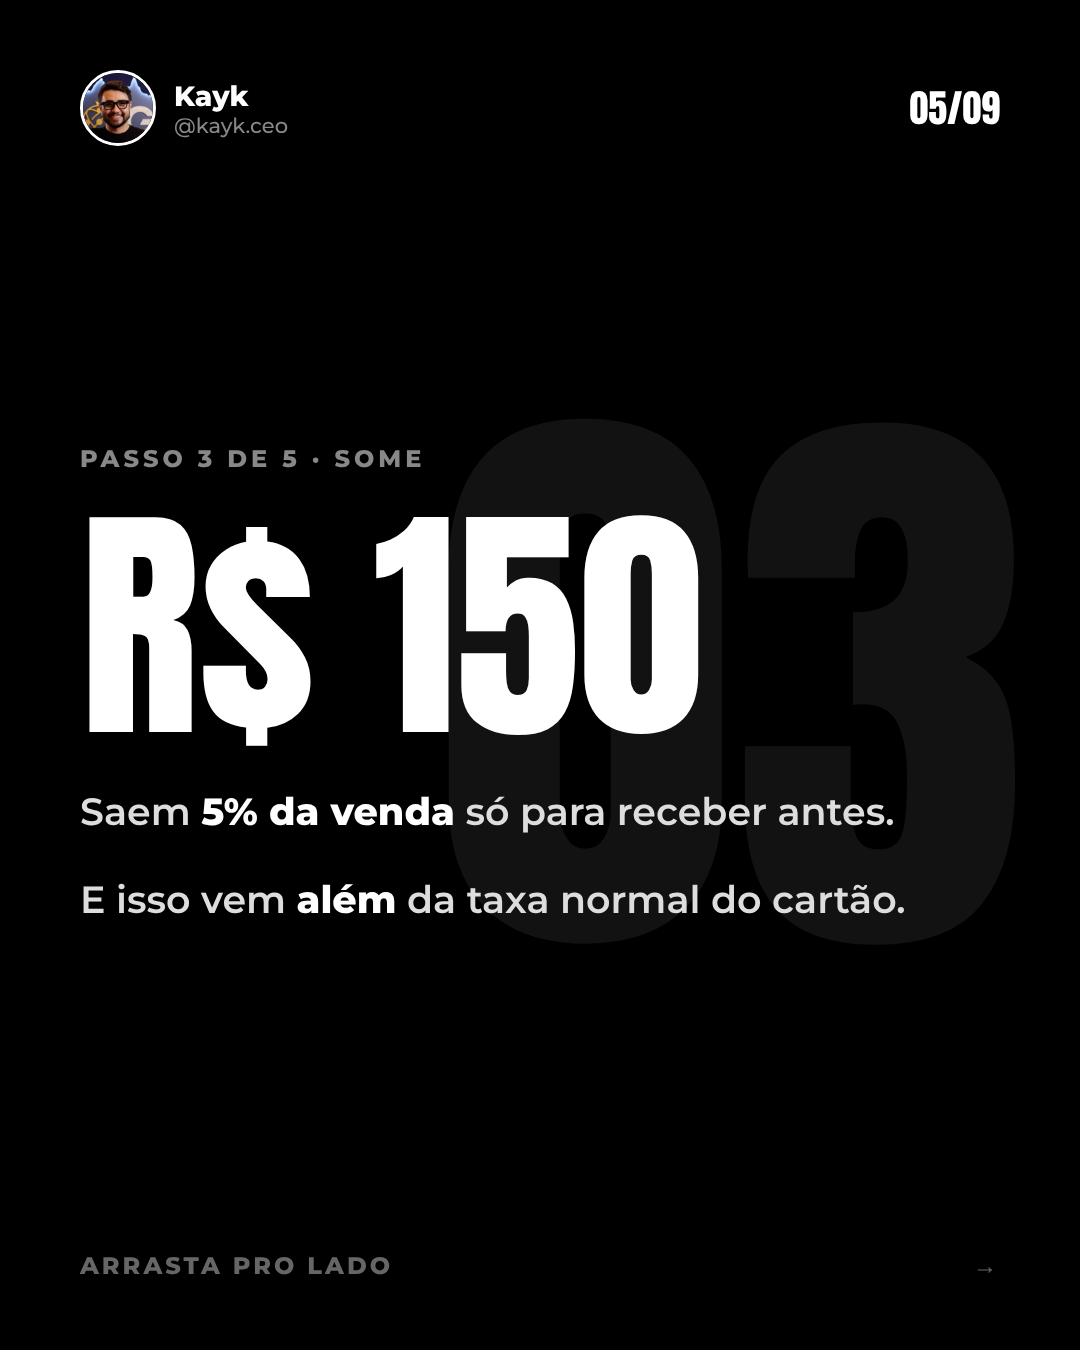 Kayk
@kayk.ceo
05/09
PASSO 3 DE 5 · SOME
03
R$ 150
Saem 5% da venda só para receber antes.
E isso vem além da taxa normal do cartão.
ARRASTA PRO LADO →